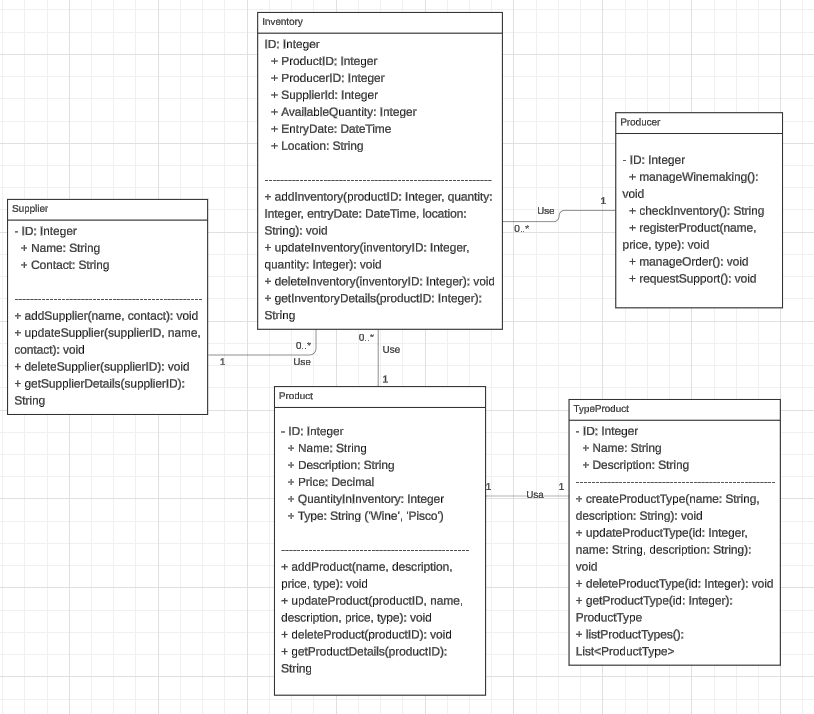 Inventory
ID: Integer
+ ProductID: Integer
+ ProducerID: Integer
+ SupplierId: Integer
+ AvailableQuantity: Integer
+ EntryDate: DateTime
+ Location: String
+ addInventory(productID: Integer, quantity:
Integer, entryDate: DateTime, location:
String): void
+ updateInventory(inventoryID: Integer,
quantity: Integer): void
+ deleteInventory(inventoryID: Integer): void
+ getInventoryDetails(productID: Integer):
String
Producer
- ID: Integer
+ manageWinemaking():
void
+ checkInventory(): String
+ registerProduct(name,
price, type): void
+ manageOrder(): void
+ requestSupport(): void
Use
1
0..*
Supplier
- ID: Integer
+ Name: String
+ Contact: String
+ addSupplier(name, contact): void
+ updateSupplier(supplierID, name,
contact): void
+ deleteSupplier(supplierID): void
+ getSupplierDetails(supplierID):
String
1
0..*
Use
0..*
Use
1
Product
- ID: Integer
+ Name: String
+ Description: String
+ Price: Decimal
+ QuantityInInventory: Integer
+ Type: String ('Wine', 'Pisco')
+ addProduct(name, description,
price, type): void
+ updateProduct(productID, name,
description, price, type): void
+ deleteProduct(productID): void
+ getProductDetails(productID):
String
1
Usa
1
TypeProduct
- ID: Integer
+ Name: String
+ Description: String
+ createProductType(name: String,
description: String): void
+ updateProductType(id: Integer,
name: String, description: String):
void
+ deleteProductType(id: Integer): void
+ getProductType(id: Integer):
ProductType
+ listProductTypes():
List<ProductType>